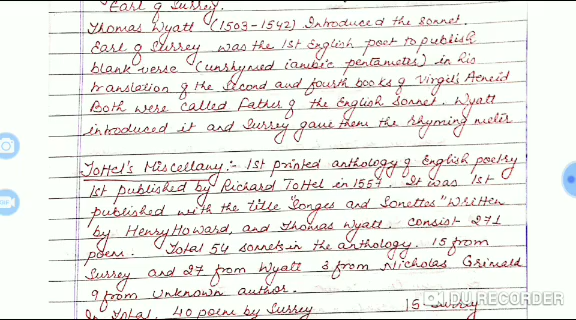 Earl of Surrey.
Thomas Wyatt (1503-1542) Introduced the sonnet.
Earl of Surrey was the 1st English poet to publish
blank verse (unrhymed iambic pentameter) in his
translation of the Second and fourth books of Virgil's Aeneid
Both were called Father of the English Sonnet. Wyatt
introduced it and Surrey gave them the rhyming meter
Tottel's Miscellany:- 1st printed anthology of English poetry
1st published by Richard Tottel in 1557. It was 1st
published with the title "Songes and Sonettes" Written
by Henry Howard and Thomas Wyatt. Consist 271
poem. Total 54 sonnets in the anthology. 15 from
Surrey and 27 from Wyatt 3 from Nicholas Grimald
9 from unknown author.
In Total 40 poem by Surrey 15 Surrey
DU RECORDER